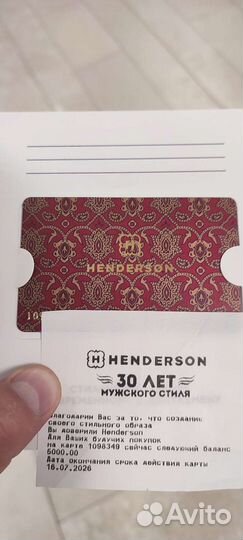 HENDERSON
10
HENDERSON
30 ЛЕТ
МУЖСКОГО СТИЛЯ
Благодарим Вас за то, что создание
своего стильного образа
Вы доверили Henderson
Для Ваших будущих покупок
на карте 1098349 сейчас следующий баланс
5000.00
Дата окончания срока действия карты
16.07.2026
Avito